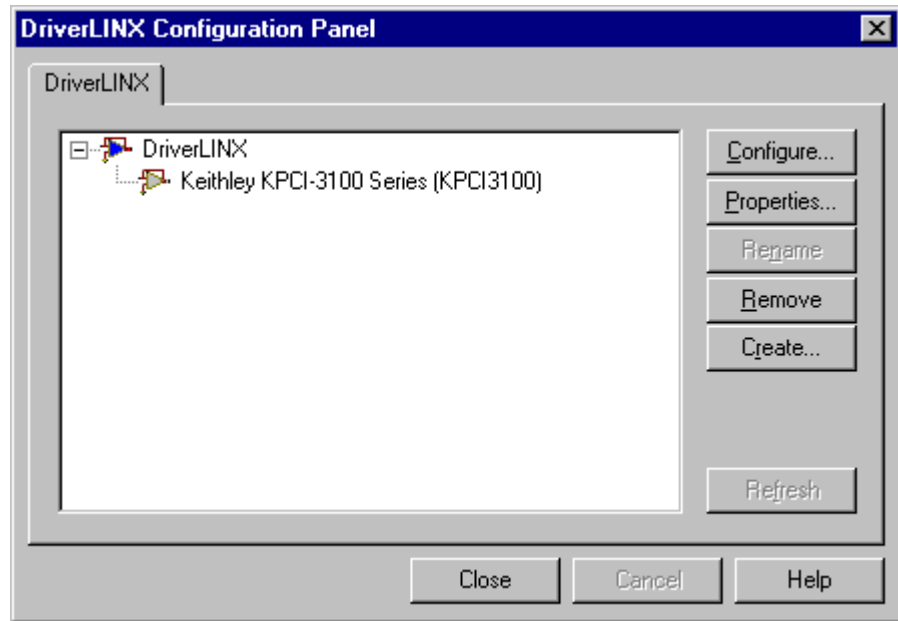 DriverLINX Configuration Panel
DriverLINX
DriverLINX
Keithley KPCI-3100 Series (KPCI3100)
Configure...
Properties...
Rename
Remove
Create...
Refresh
Close
Cancel
Help